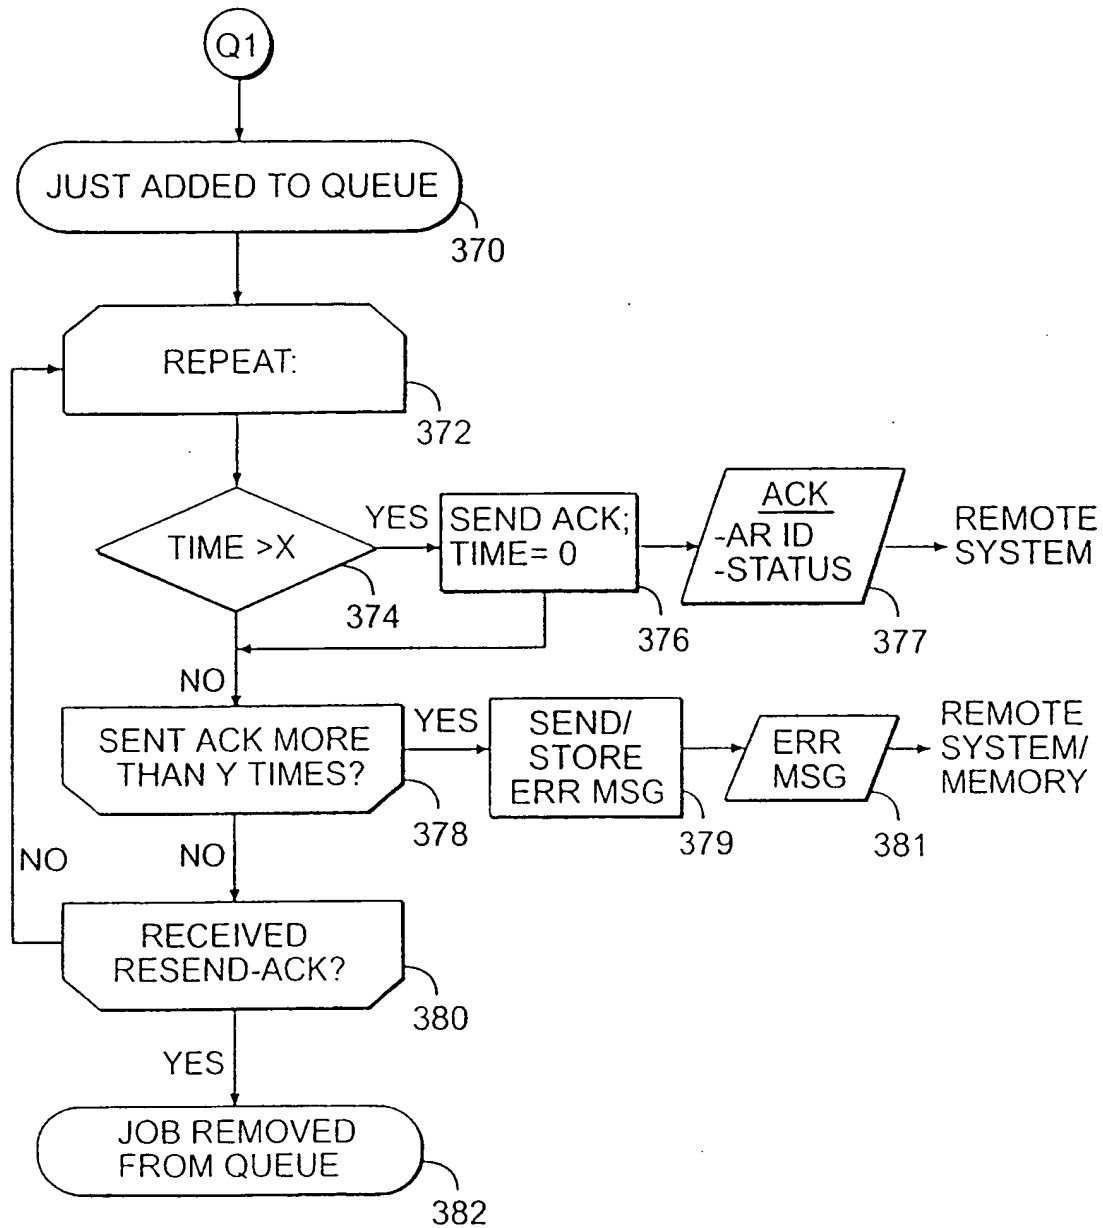 Q1
JUST ADDED TO QUEUE
370
REPEAT:
372
TIME >X
374
YES
SEND ACK;
TIME= 0
376
ACK
-AR ID
-STATUS
377
REMOTE
SYSTEM
NO
SENT ACK MORE
THAN Y TIMES?
378
YES
SEND/
STORE
ERR MSG
379
ERR
MSG
381
REMOTE
SYSTEM/
MEMORY
NO
NO
RECEIVED
RESEND-ACK?
380
YES
JOB REMOVED
FROM QUEUE
382